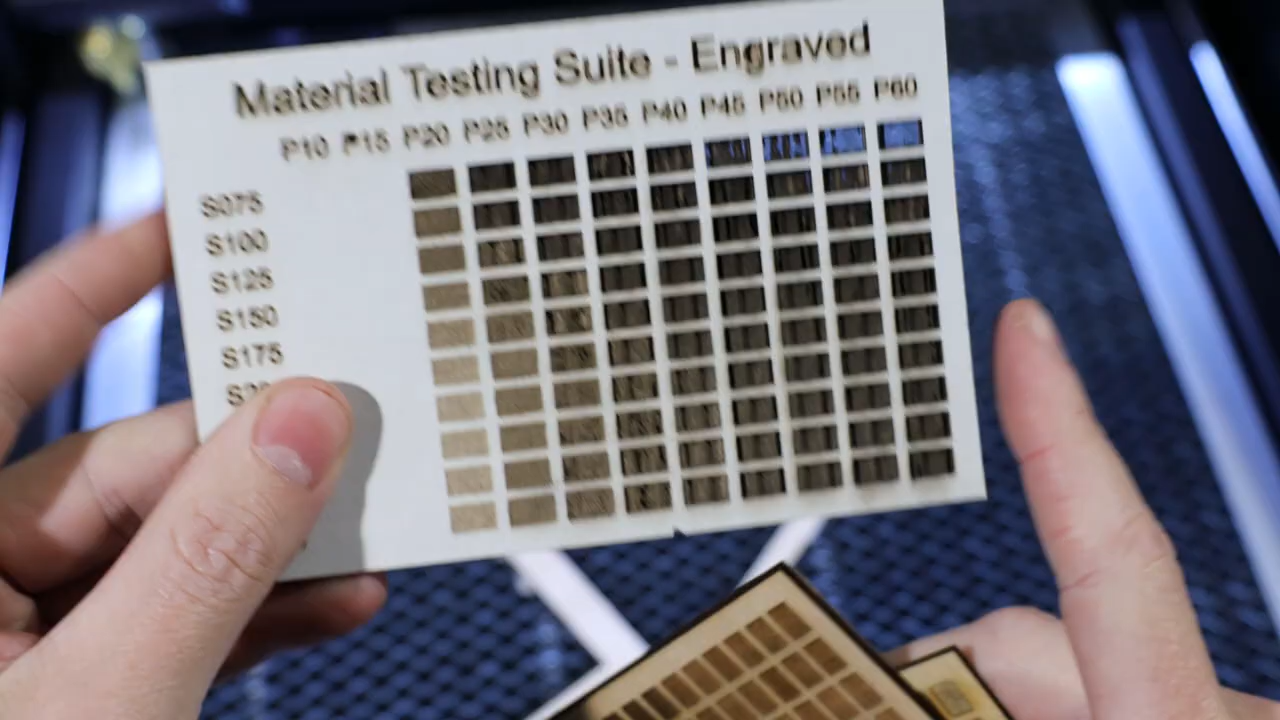 Material Testing Suite - Engraved
P10 P15 P20 P25 P30 P35 P40 P45 P50 P55 P60
S075
S100
S125
S150
S175